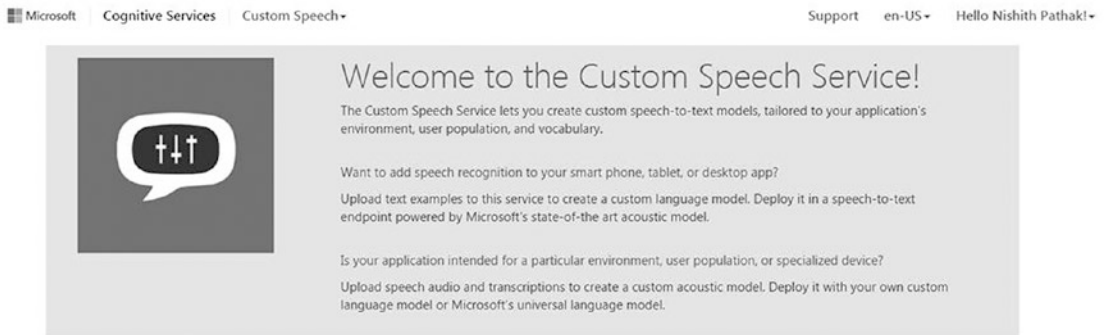 Microsoft Cognitive Services Custom Speech Support en-US Hello Nishith Pathak!
Welcome to the Custom Speech Service!
The Custom Speech Service lets you create custom speech-to-text models, tailored to your application's
environment, user population, and vocabulary.
Want to add speech recognition to your smart phone, tablet, or desktop app?
Upload text examples to this service to create a custom language model. Deploy it in a speech-to-text
endpoint powered by Microsoft's state-of-the art acoustic model.
Is your application intended for a particular environment, user population, or specialized device?
Upload speech audio and transcriptions to create a custom acoustic model. Deploy it with your own custom
language model or Microsoft's universal language model.